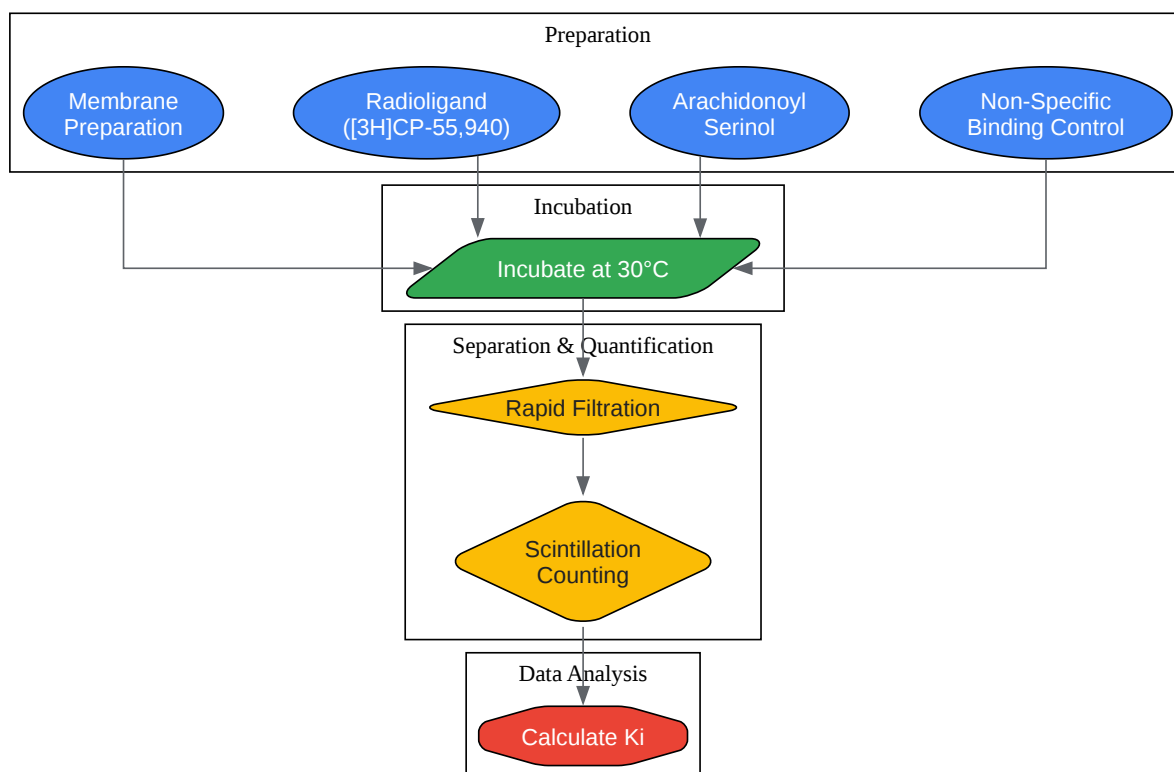 Preparation
Membrane
Preparation
Radioligand
([3H]CP-55,940)
Arachidonoyl
Serinol
Non-Specific
Binding Control
Incubation
Incubate at 30°C
Separation & Quantification
Rapid Filtration
Scintillation
Counting
Data Analysis
Calculate Ki